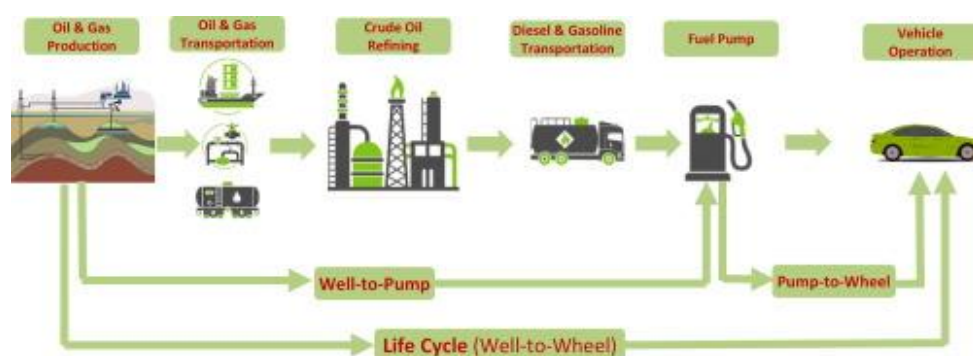 Oil & Gas
Production
Oil & Gas
Transportation
Crude Oil
Refining
Diesel & Gasoline
Transportation
Fuel Pump
Vehicle
Operation
Well-to-Pump
Pump-to-Wheel
Life Cycle (Well-to-Wheel)